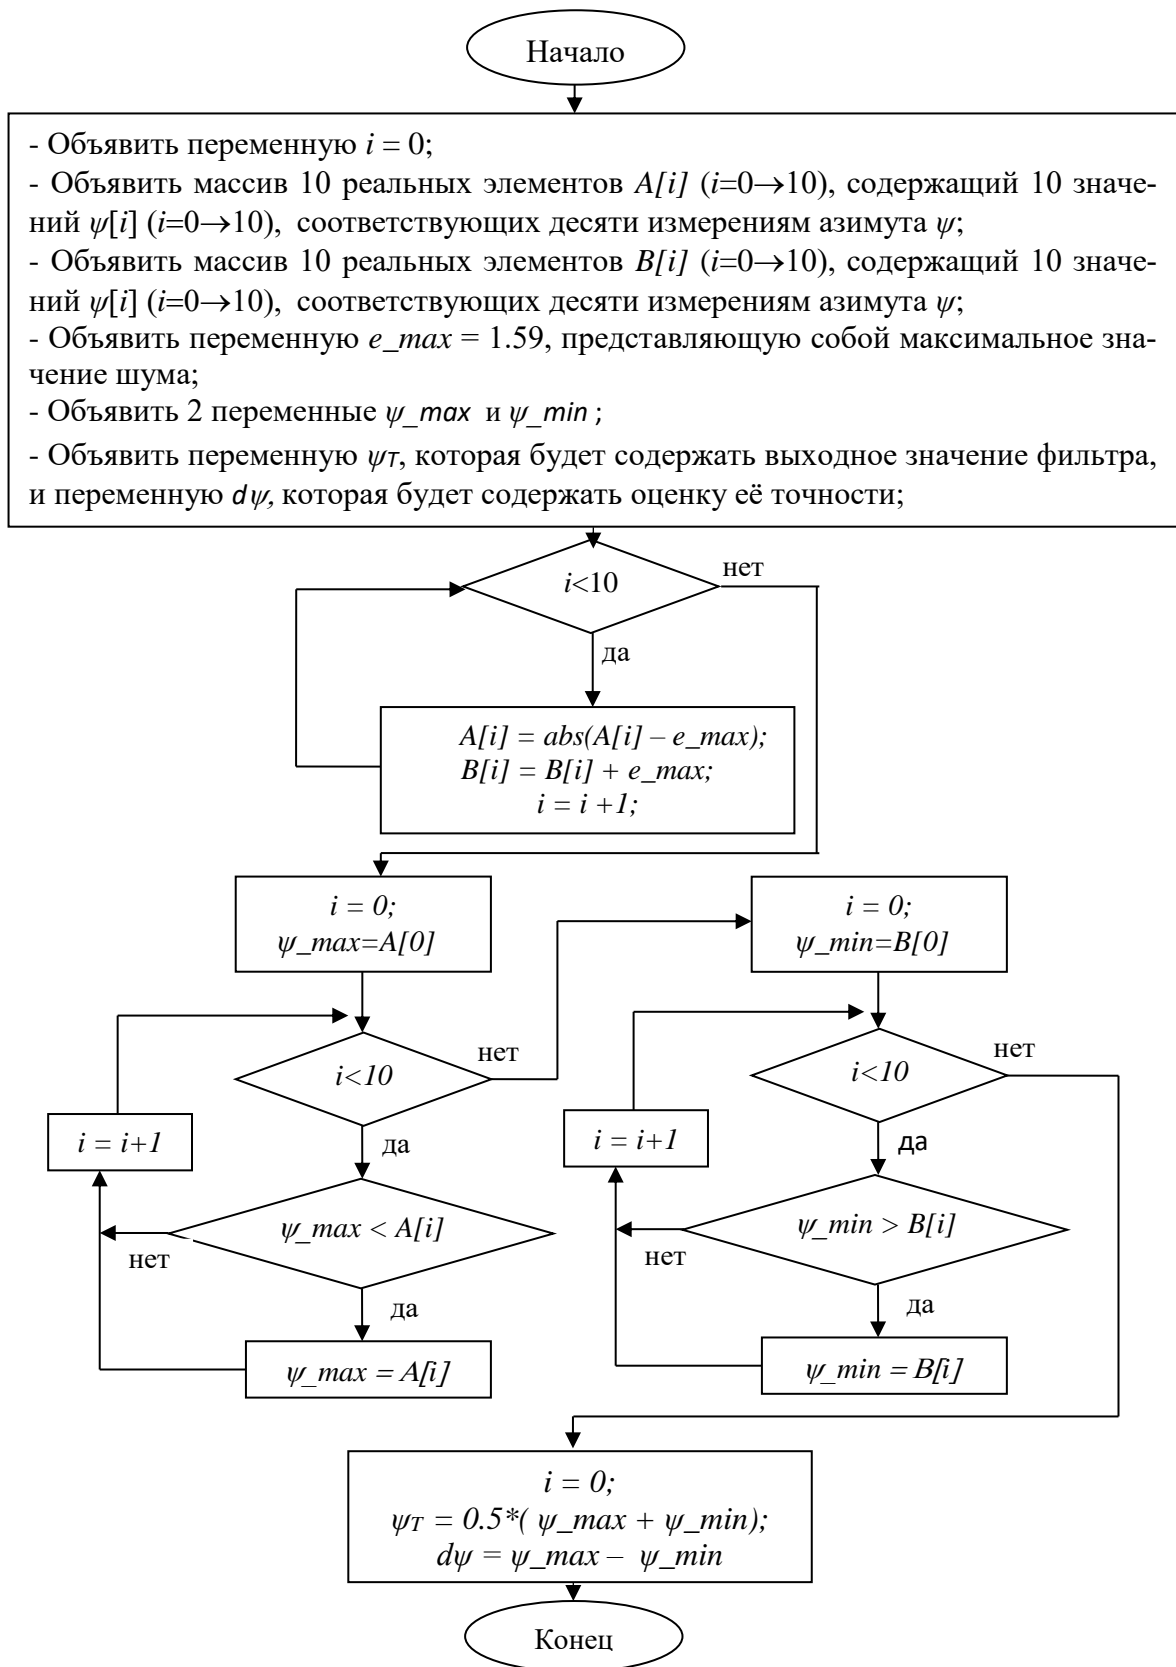 Начало
- Объявить переменную i = 0;
- Объявить массив 10 реальных элементов A[i] (i=0→10), содержащий 10 значе-
ний ψ[i] (i=0→10), соответствующих десяти измерениям азимута ψ;
- Объявить массив 10 реальных элементов B[i] (i=0→10), содержащий 10 значе-
ний ψ[i] (i=0→10), соответствующих десяти измерениям азимута ψ;
- Объявить переменную e_max = 1.59, представляющую собой максимальное зна-
чение шума;
- Объявить 2 переменные ψ_max и ψ_min ;
- Объявить переменную ψT, которая будет содержать выходное значение фильтра,
и переменную dψ, которая будет содержать оценку её точности;
i<10
нет
да
A[i] = abs(A[i] – e_max);
B[i] = B[i] + e_max;
i = i +1;
i = 0;
ψ_max=A[0]
i = 0;
ψ_min=B[0]
i<10
нет
i<10
нет
i = i+1
да
i = i+1
да
ψ_max < A[i]
нет
ψ_min > B[i]
нет
да
да
ψ_max = A[i]
ψ_min = B[i]
i = 0;
ψT = 0.5*( ψ_max + ψ_min);
dψ = ψ_max – ψ_min
Конец